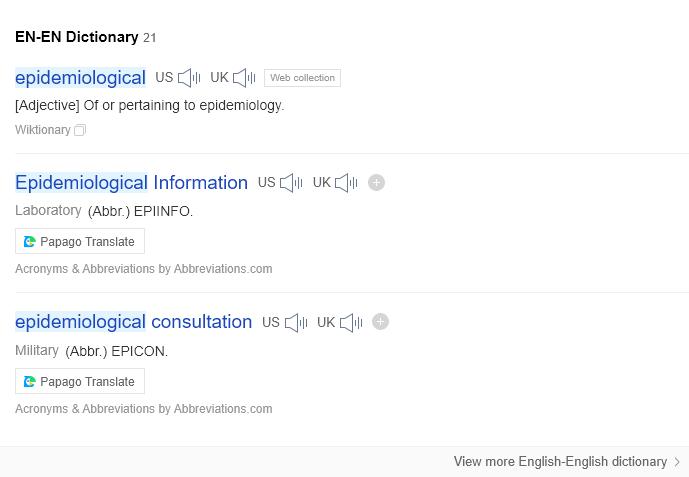 EN-EN Dictionary 21
epidemiological US UK Web collection
[Adjective] Of or pertaining to epidemiology.
Wiktionary
Epidemiological Information US UK
Laboratory (Abbr.) EPIINFO.
Papago Translate
Acronyms & Abbreviations by Abbreviations.com
epidemiological consultation US UK
Military (Abbr.) EPICON.
Papago Translate
Acronyms & Abbreviations by Abbreviations.com
View more English-English dictionary